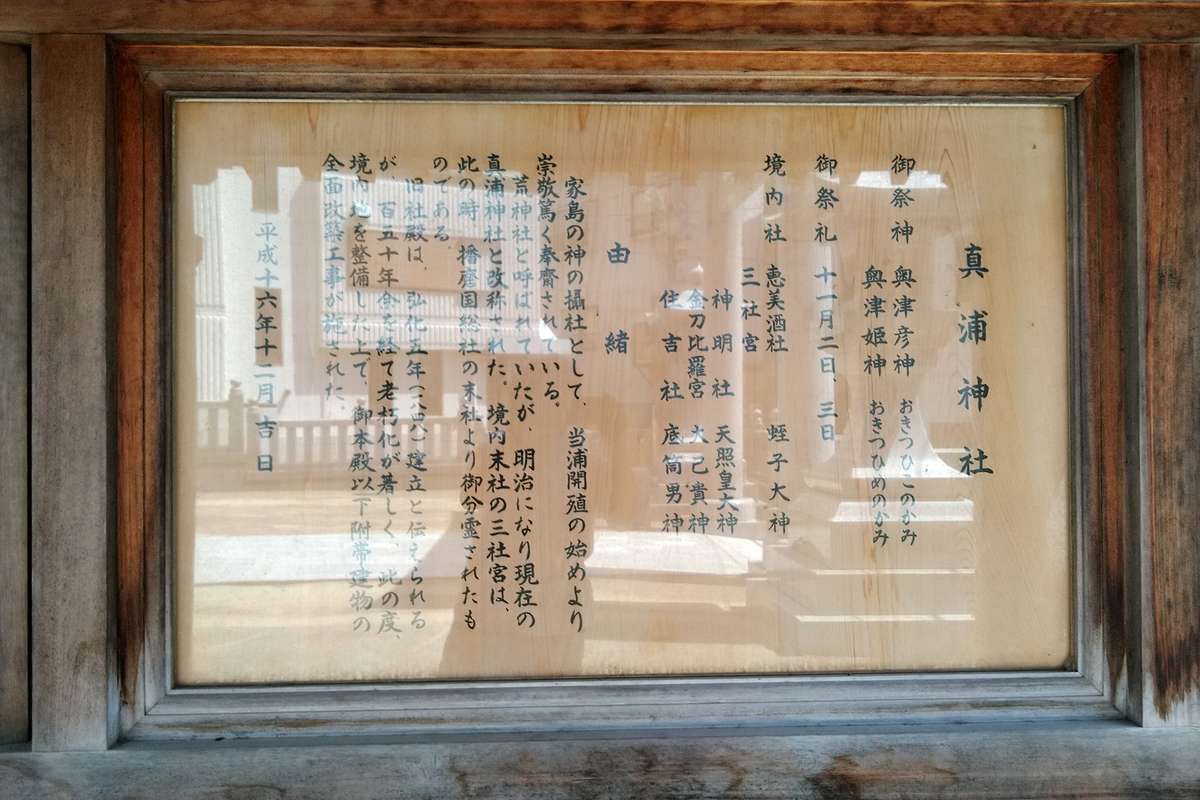 真浦神社
御祭神 奥津彦神 おきつひこのかみ
奥津姫神 おきつひめのかみ
御祭礼 十一月二日、三日
境内社 恵美酒社 蛭子大神
三社宮
神明社 天照皇大神
金刀比羅宮 大己貴神
住吉社 底筒男神
由緒
家島の神の攝社として、当浦開殖の始めより
崇敬篤く奉齋されている。
荒神社と呼ばれていたが、明治になり現在の
真浦神社と改称された。境内末社の三社宮は、
此の時、播磨国総社の末社より御分霊されたも
のである
旧社殿は、弘化五年(一八四八)建立と伝えられる
が、百五十年余を経て老朽化が著しく、此の度、
境内地を整備した上で、御本殿以下附帯建物の
全面改築工事が施された。
平成十六年十二月吉日